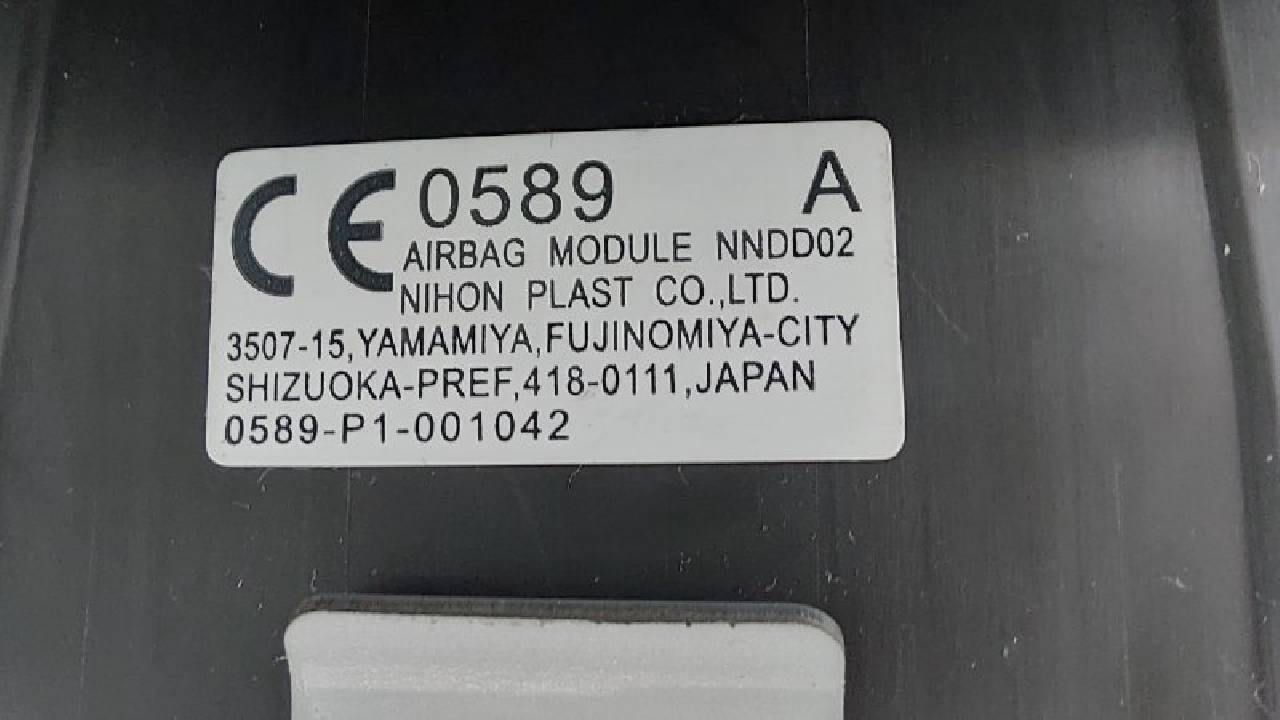 CE 0589 A
AIRBAG MODULE NNDD02
NIHON PLAST CO.,LTD.
3507-15,YAMAMIYA,FUJINOMIYA-CITY
SHIZUOKA-PREF,418-0111,JAPAN
0589-P1-001042